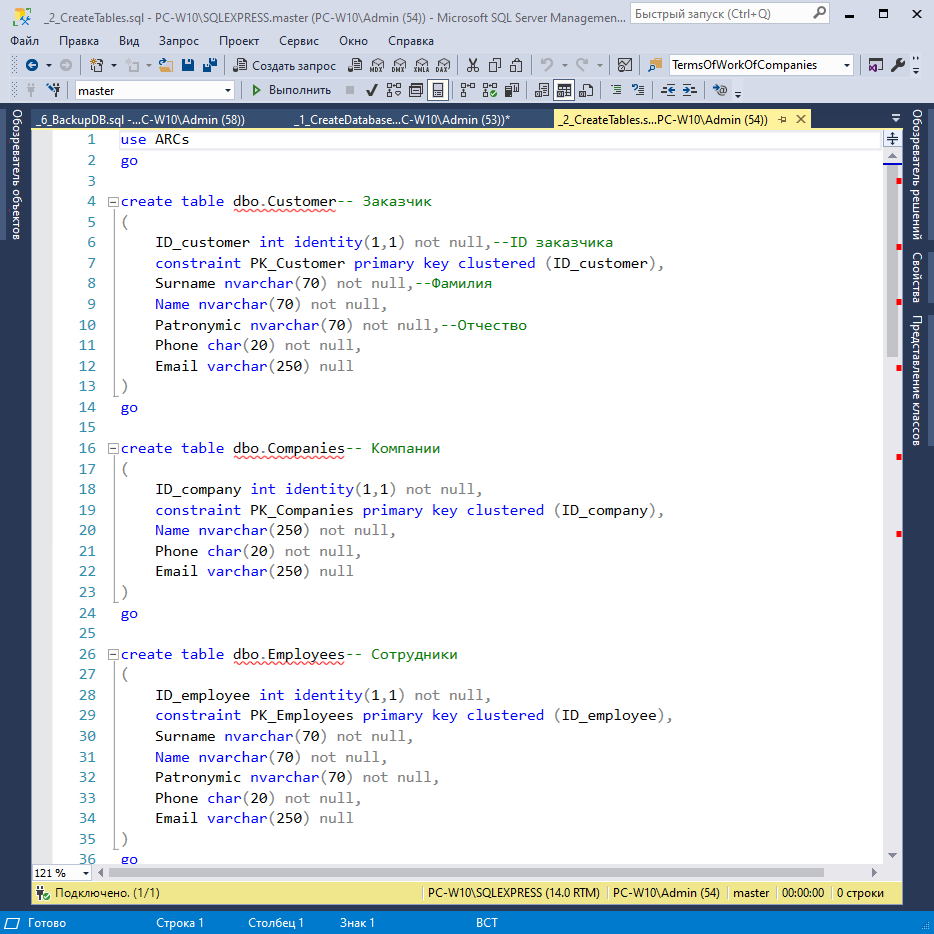 _2_CreateTables.sql - PC-W10\SQLEXPRESS.master (PC-W10\Admin (54)) - Microsoft SQL Server Managemen...
Быстрый запуск (Ctrl+Q)
Файл Правка Вид Запрос Проект Сервис Окно Справка
Создать запрос MDX DMX XMLA DAX TermsOfWorkOfCompanies
master Выполнить
_6_BackupDB.sql -...C-W10\Admin (58)) _1_CreateDatabase...C-W10\Admin (53))* _2_CreateTables.s...PC-W10\Admin (54))
Обозреватель объектов
1 use ARCs
2 go
3
4 create table dbo.Customer-- Заказчик
5 (
6 ID_customer int identity(1,1) not null,--ID заказчика
7 constraint PK_Customer primary key clustered (ID_customer),
8 Surname nvarchar(70) not null,--Фамилия
9 Name nvarchar(70) not null,
10 Patronymic nvarchar(70) not null,--Отчество
11 Phone char(20) not null,
12 Email varchar(250) null
13 )
14 go
15
16 create table dbo.Companies-- Компании
17 (
18 ID_company int identity(1,1) not null,
19 constraint PK_Companies primary key clustered (ID_company),
20 Name nvarchar(250) not null,
21 Phone char(20) not null,
22 Email varchar(250) null
23 )
24 go
25
26 create table dbo.Employees-- Сотрудники
27 (
28 ID_employee int identity(1,1) not null,
29 constraint PK_Employees primary key clustered (ID_employee),
30 Surname nvarchar(70) not null,
31 Name nvarchar(70) not null,
32 Patronymic nvarchar(70) not null,
33 Phone char(20) not null,
34 Email varchar(250) null
35 )
36 go
Обозреватель решений
Свойства
Представление классов
121 %
Подключено. (1/1) PC-W10\SQLEXPRESS (14.0 RTM) PC-W10\Admin (54) master 00:00:00 0 строки
Готово Строка 1 Столбец 1 Знак 1 ВСТ